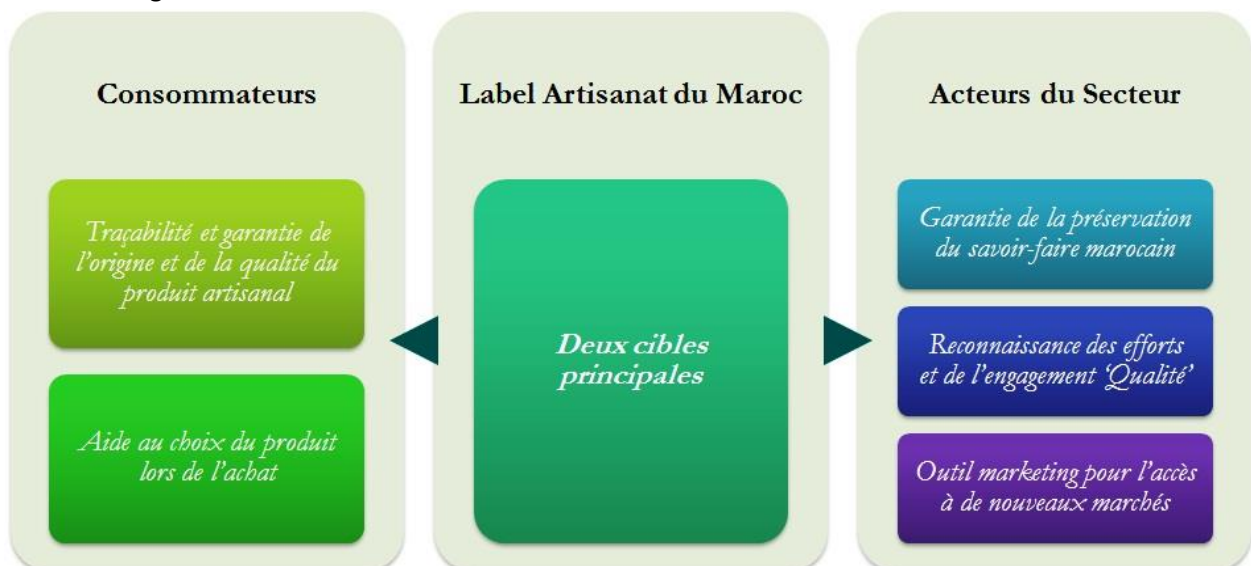 Consommateurs
Traçabilité et garantie de
l'origine et de la qualité du
produit artisanal
Aide au choix du produit
lors de l'achat
Label Artisanat du Maroc
Deux cibles
principales
Acteurs du Secteur
Garantie de la préservation
du savoir-faire marocain
Reconnaissance des efforts
et de l'engagement ‘Qualité’
Outil marketing pour l'accès
à de nouveaux marchés